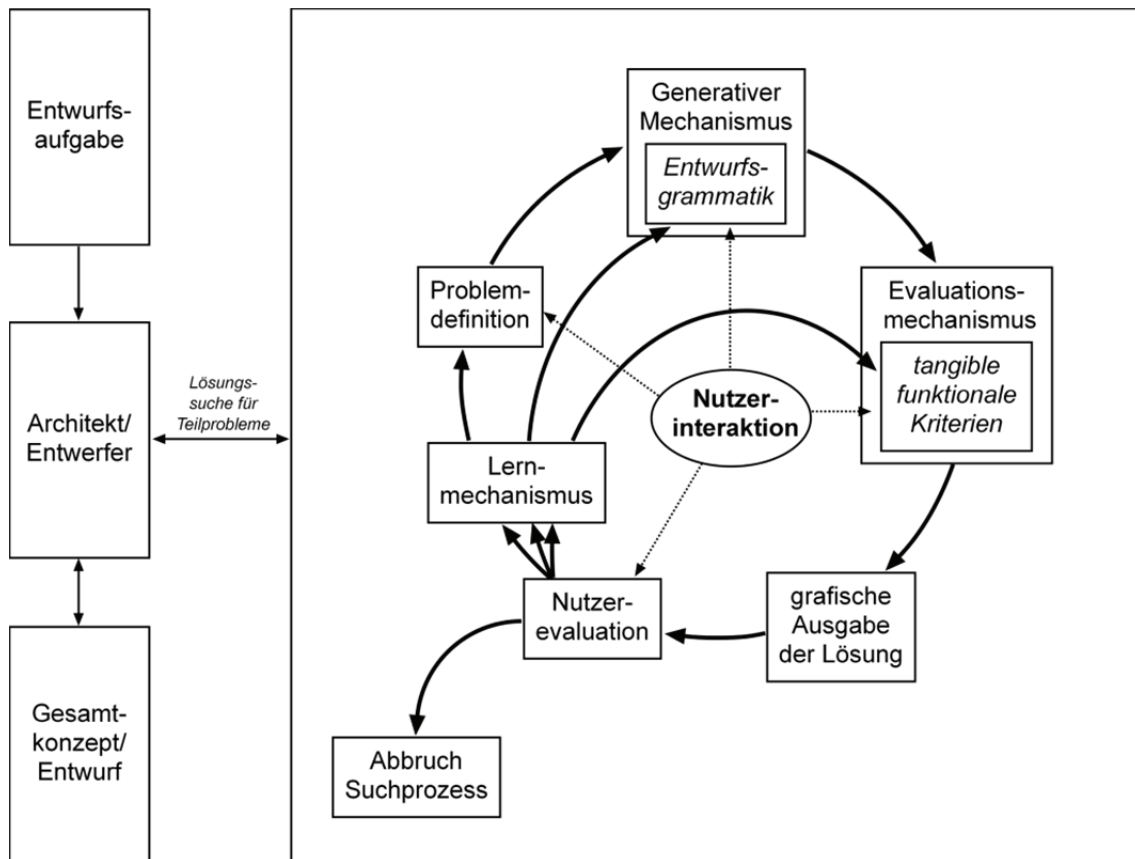 Entwurfs-
aufgabe
Architekt/
Entwerfer
Gesamt-
konzept/
Entwurf
Lösungs-
suche für
Teilprobleme
Generativer
Mechanismus
Entwurfs-
grammatik
Problem-
definition
Evaluations-
mechanismus
tangible
funktionale
Kriterien
Nutzer-
interaktion
Lern-
mechanismus
Nutzer-
evaluation
grafische
Ausgabe
der Lösung
Abbruch
Suchprozess